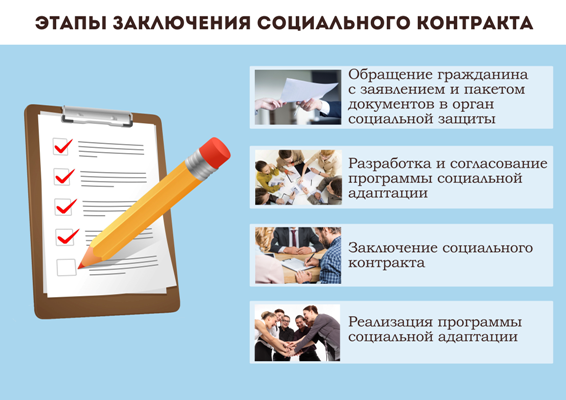 ЭТАПЫ ЗАКЛЮЧЕНИЯ СОЦИАЛЬНОГО КОНТРАКТА
Обращение гражданина
с заявлением и пакетом
документов в орган
социальной защиты
Разработка и согласование
программы социальной
адаптации
Заключение социального
контракта
Реализация программы
социальной адаптации